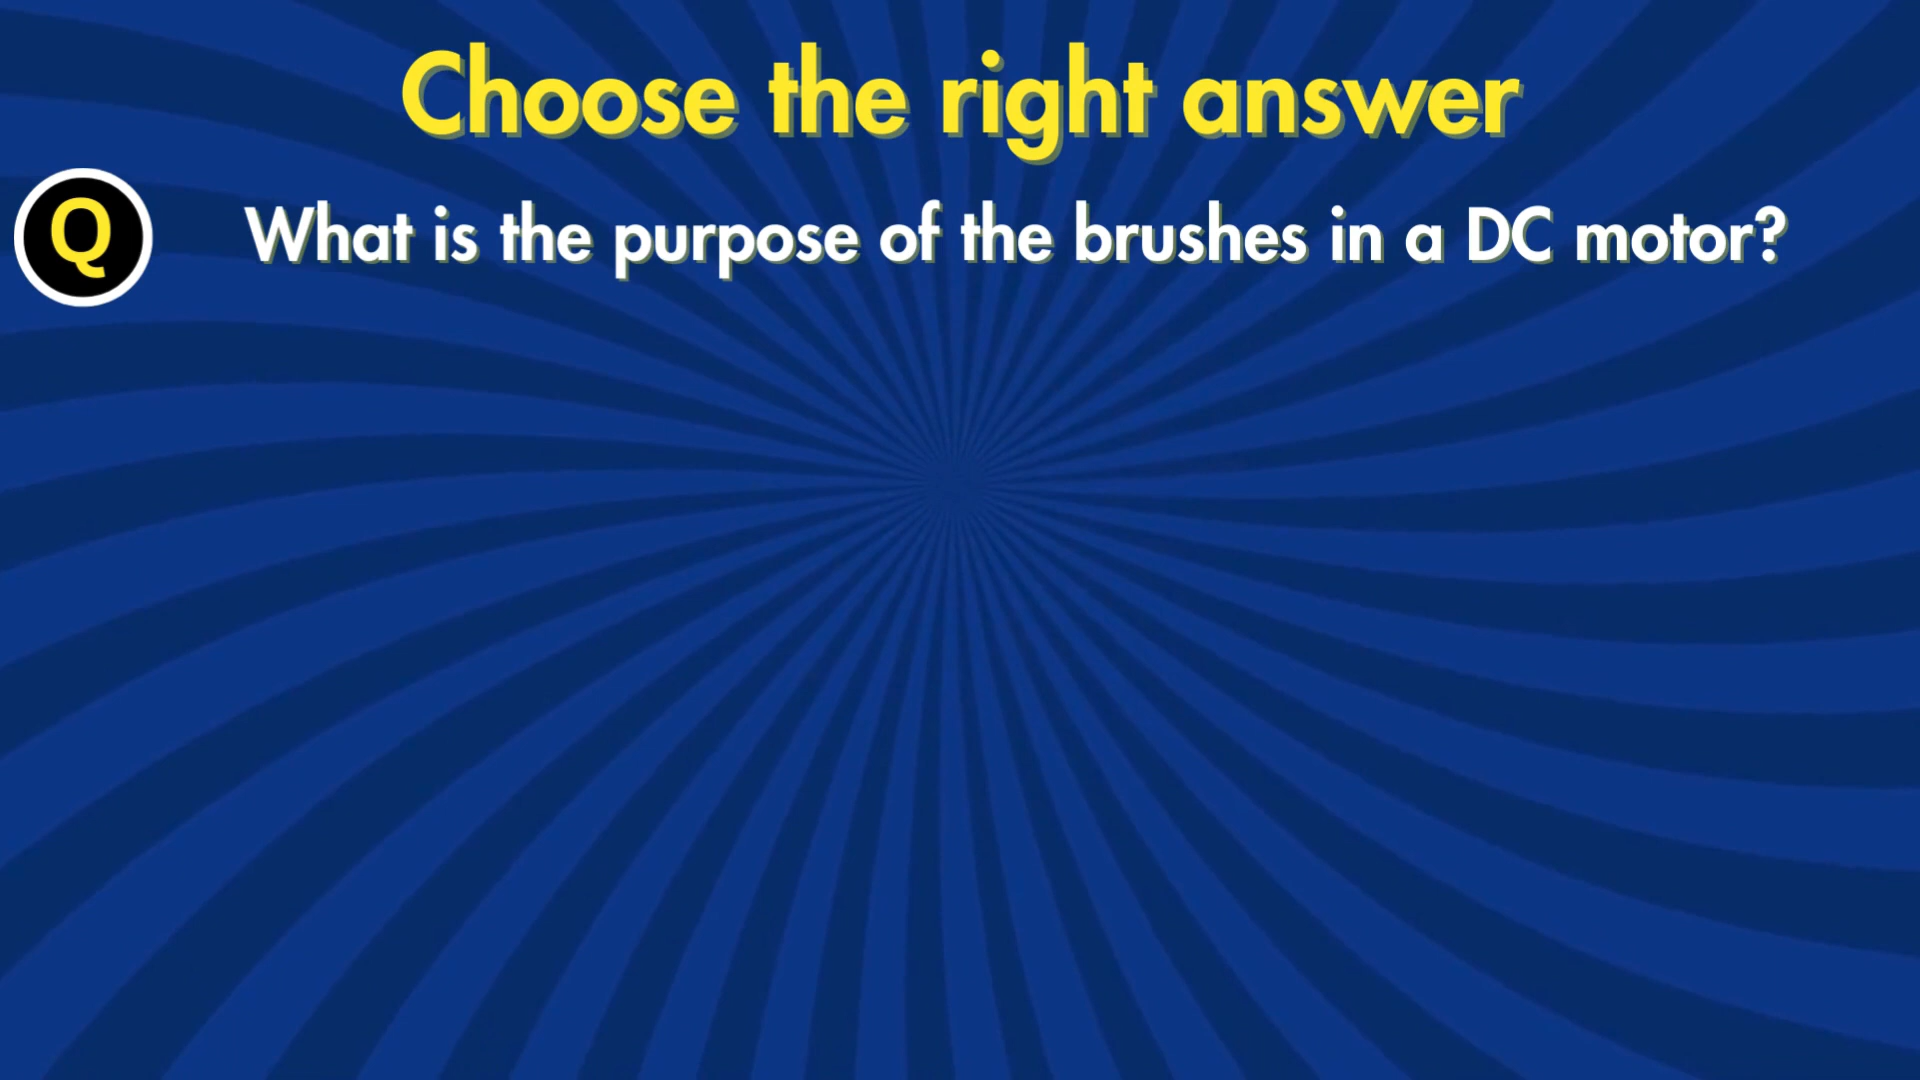 Choose the right answer
Q What is the purpose of the brushes in a DC motor?